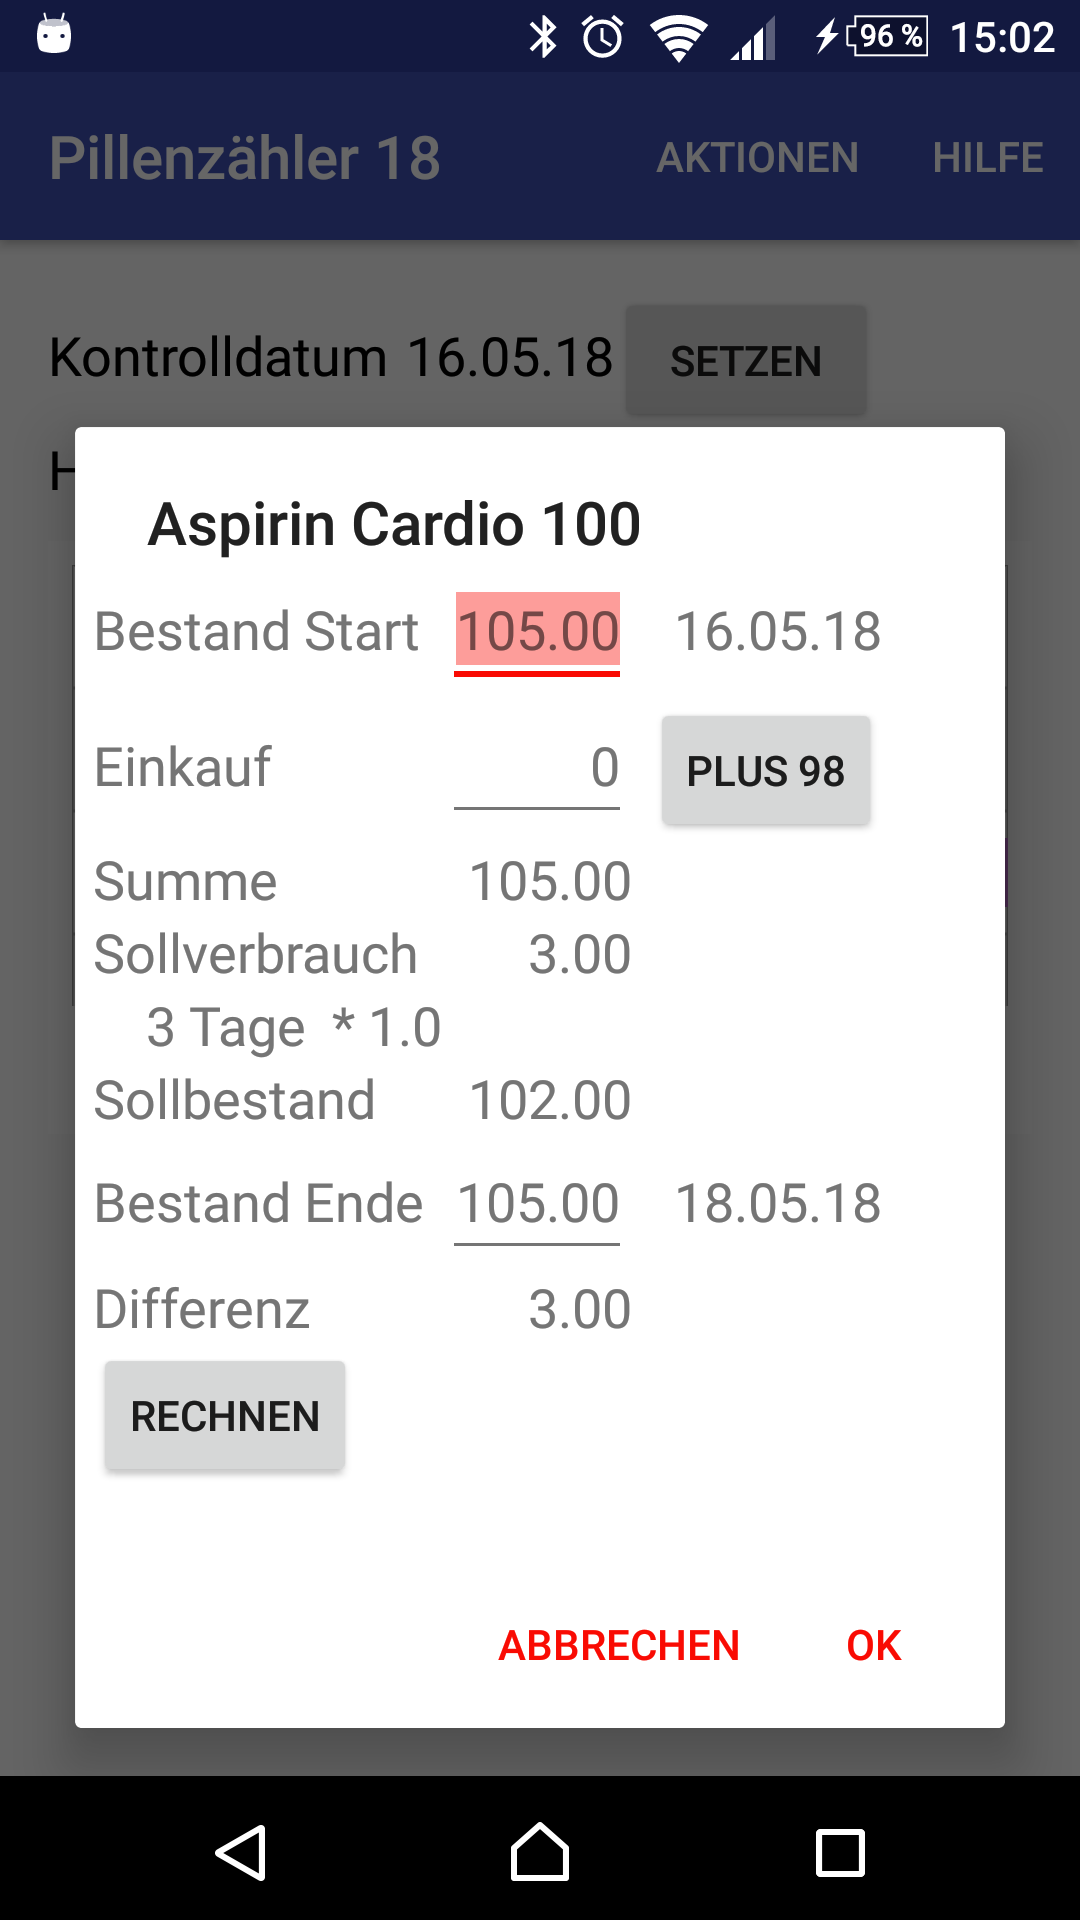 96 % 15:02
Pillenzähler 18 AKTIONEN HILFE
Kontrolldatum 16.05.18 SETZEN
Aspirin Cardio 100
Bestand Start 105.00 16.05.18
Einkauf 0 PLUS 98
Summe 105.00
Sollverbrauch 3.00
3 Tage * 1.0
Sollbestand 102.00
Bestand Ende 105.00 18.05.18
Differenz 3.00
RECHNEN
ABBRECHEN OK